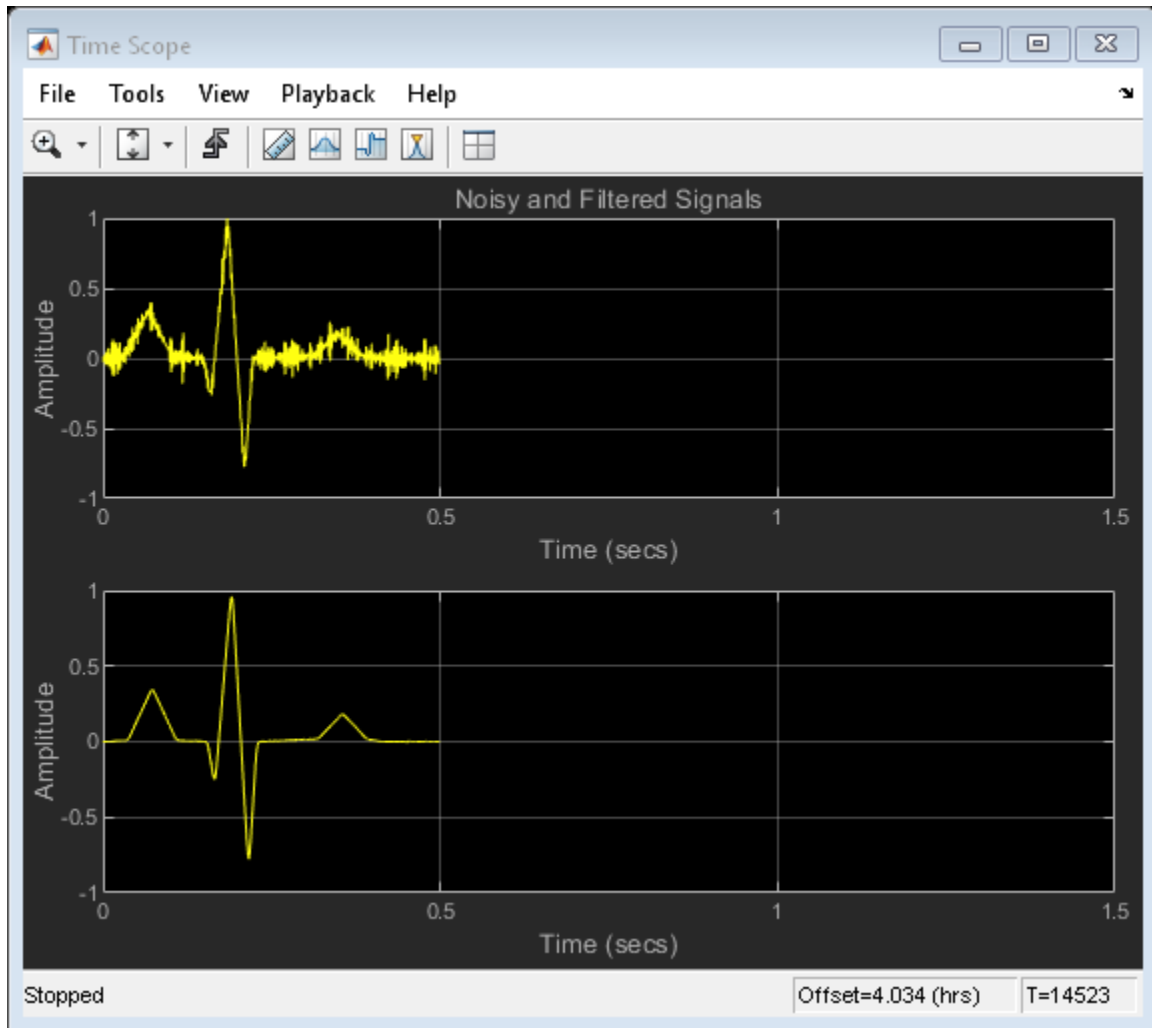 Time Scope
File Tools View Playback Help
Noisy and Filtered Signals
1
0.5
0
-0.5
-1
Amplitude
0 0.5 1 1.5
Time (secs)
1
0.5
0
-0.5
-1
Amplitude
0 0.5 1 1.5
Time (secs)
Stopped Offset=4.034 (hrs) T=14523